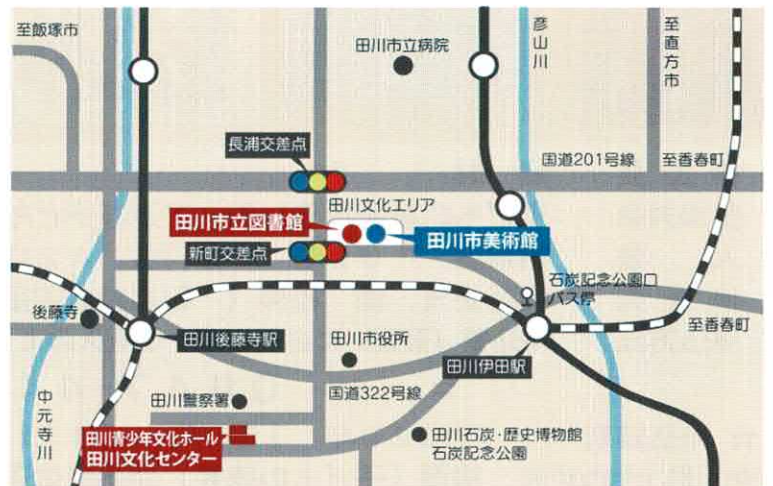 至飯塚市
田川市立病院
彦山川
至直方市
長浦交差点
国道201号線
至香春町
田川文化エリア
田川市立図書館
田川市美術館
新町交差点
石炭記念公園口
バス停
後藤寺
田川後藤寺駅
田川市役所
至香春町
田川伊田駅
国道322号線
中元寺川
田川警察署
田川青少年文化ホール
田川文化センター
田川石炭・歴史博物館
石炭記念公園